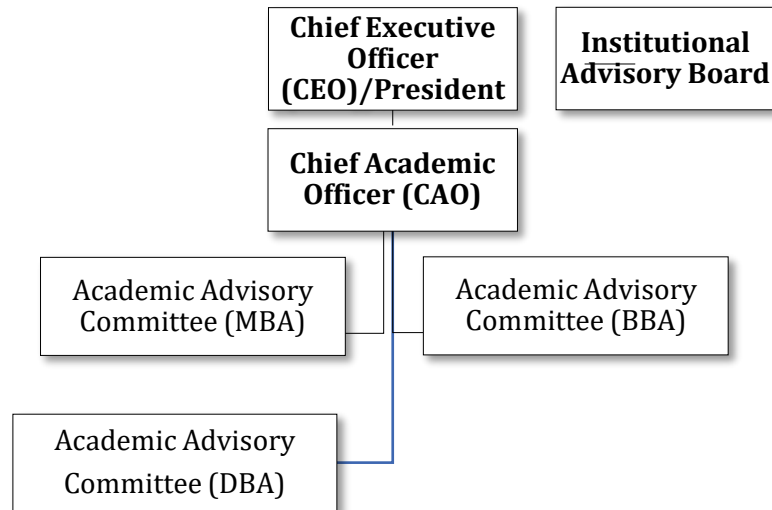 Chief Executive
Officer
(CEO)/President
Institutional
Advisory Board
Chief Academic
Officer (CAO)
Academic Advisory
Committee (MBA)
Academic Advisory
Committee (BBA)
Academic Advisory
Committee (DBA)